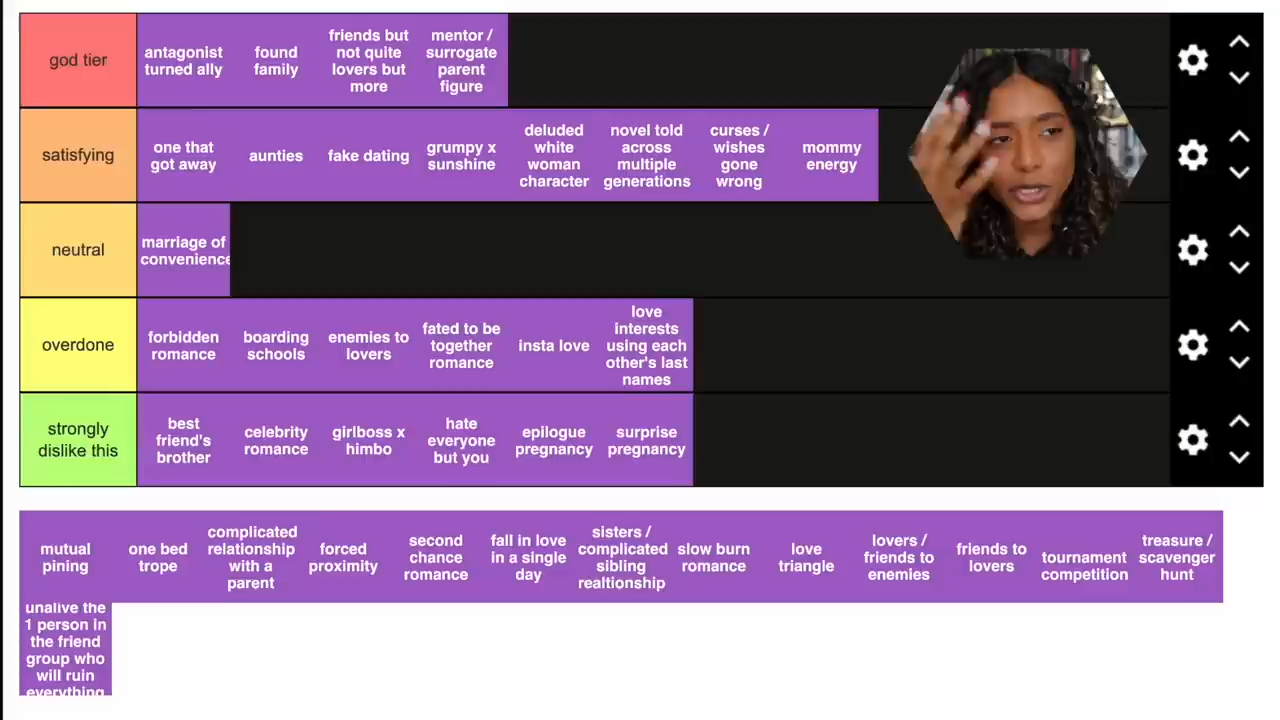 god tier
antagonist
turned ally
found
family
friends but
not quite
lovers but
more
mentor /
surrogate
parent
figure
satisfying
one that
got away
aunties
fake dating
grumpy x
sunshine
deluded
white
woman
character
novel told
across
multiple
generations
curses /
wishes
gone
wrong
mommy
energy
neutral
marriage of
convenience
overdone
forbidden
romance
boarding
schools
enemies to
lovers
fated to be
together
romance
insta love
love
interests
using each
other's last
names
strongly
dislike this
best
friend's
brother
celebrity
romance
girlboss x
himbo
hate
everyone
but you
epilogue
pregnancy
surprise
pregnancy
mutual
pining
one bed
trope
complicated
relationship
with a
parent
forced
proximity
second
chance
romance
fall in love
in a single
day
sisters /
complicated
sibling
realtionship
slow burn
romance
love
triangle
lovers /
friends to
enemies
friends to
lovers
tournament
competition
treasure /
scavenger
hunt
unalive the
1 person in
the friend
group who
will ruin
everything